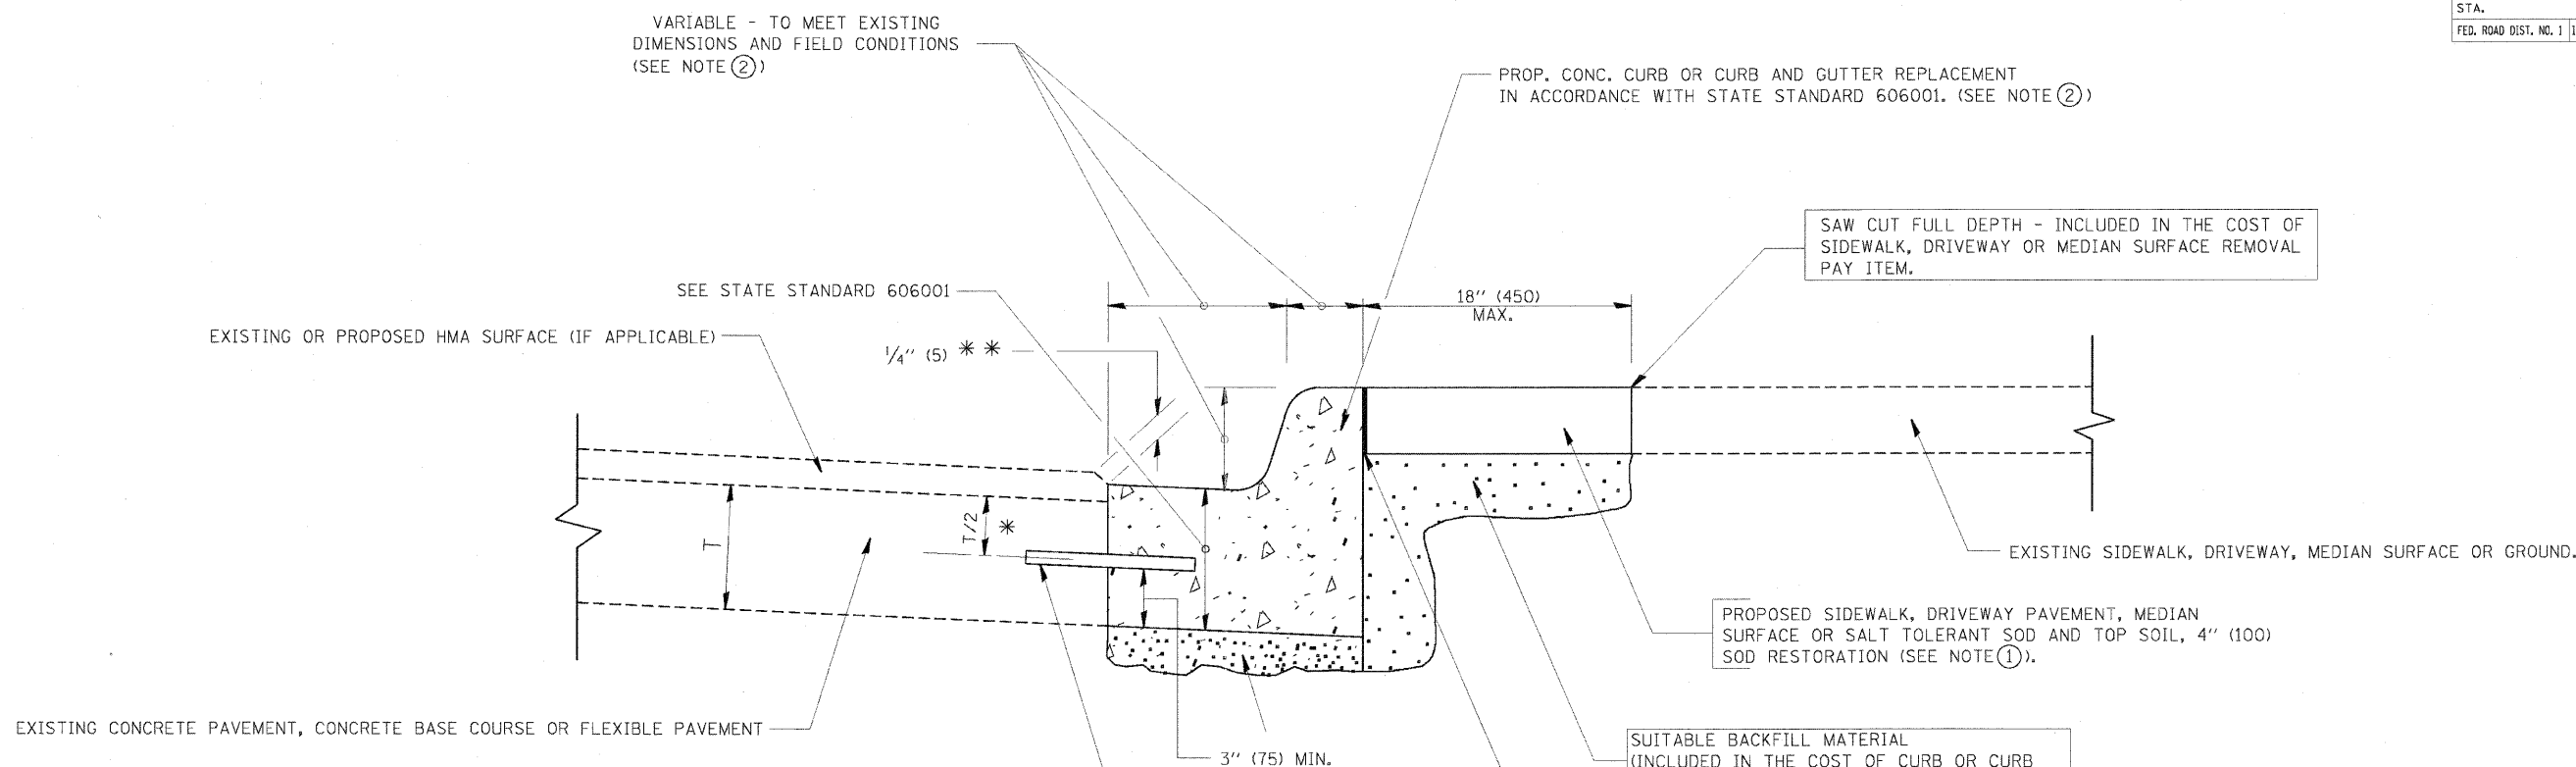 STA.
FED. ROAD DIST. NO. 1
VARIABLE - TO MEET EXISTING
DIMENSIONS AND FIELD CONDITIONS
(SEE NOTE ②)
PROP. CONC. CURB OR CURB AND GUTTER REPLACEMENT
IN ACCORDANCE WITH STATE STANDARD 606001. (SEE NOTE ②)
SAW CUT FULL DEPTH - INCLUDED IN THE COST OF
SIDEWALK, DRIVEWAY OR MEDIAN SURFACE REMOVAL
PAY ITEM.
SEE STATE STANDARD 606001
18" (450)
MAX.
EXISTING OR PROPOSED HMA SURFACE (IF APPLICABLE)
1/4" (5) * *
T
T/2 *
EXISTING SIDEWALK, DRIVEWAY, MEDIAN SURFACE OR GROUND.
PROPOSED SIDEWALK, DRIVEWAY PAVEMENT, MEDIAN
SURFACE OR SALT TOLERANT SOD AND TOP SOIL, 4" (100)
SOD RESTORATION (SEE NOTE ①).
EXISTING CONCRETE PAVEMENT, CONCRETE BASE COURSE OR FLEXIBLE PAVEMENT
3" (75) MIN.
SUITABLE BACKFILL MATERIAL
(INCLUDED IN THE COST OF CURB OR CURB